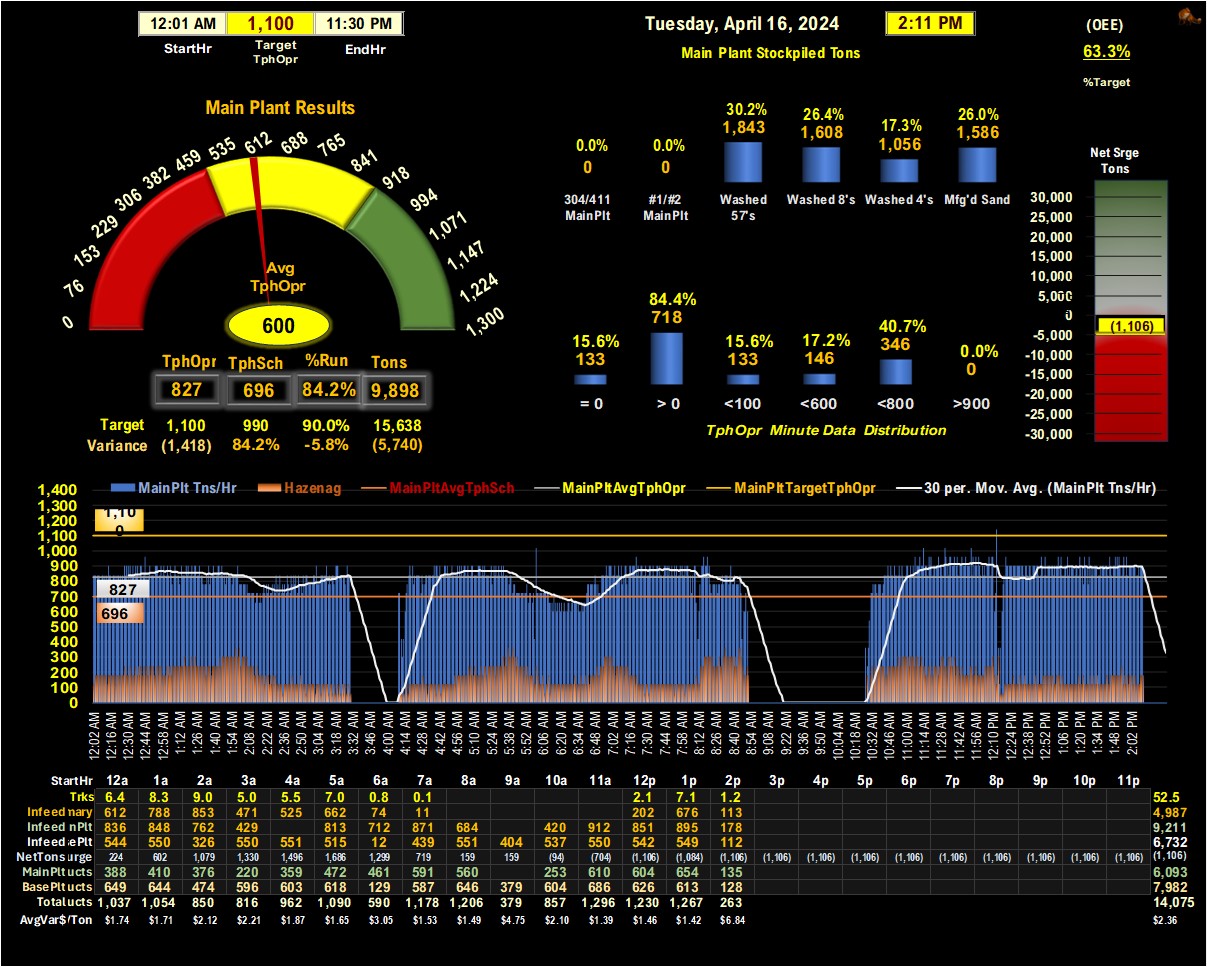 12:01 AM 1,100 11:30 PM
StartHr Target TphOpr EndHr
Tuesday, April 16, 2024 2:11 PM
Main Plant Stockpiled Tons
(OEE)
63.3%
%Target
Main Plant Results
0 76 153 229 306 382 459 535 612 688 765 841 918 994 1,071 1,147 1,224 1,300
Avg
TphOpr
600
TphOpr TphSch %Run Tons
827 696 84.2% 9,898
Target 1,100 990 90.0% 15,638
Variance (1,418) 84.2% -5.8% (5,740)
0.0% 0.0% 30.2% 26.4% 17.3% 26.0%
0 0 1,843 1,608 1,056 1,586
304/411 MainPlt #1/#2 MainPlt Washed 57's Washed 8's Washed 4's Mfg'd Sand
15.6% 84.4% 15.6% 17.2% 40.7% 0.0%
133 718 133 146 346 0
= 0 > 0 <100 <600 <800 >900
TphOpr Minute Data Distribution
Net Srge
Tons
30,000
25,000
20,000
15,000
10,000
5,000
0
(1,106)
-5,000
-10,000
-15,000
-20,000
-25,000
-30,000
MainPlt Tns/Hr Hazenag MainPltAvgTphSch MainPltAvgTphOpr MainPltTargetTphOpr 30 per. Mov. Avg. (MainPlt Tns/Hr)
1,400
1,300
1,200
1,100
1,000
900
800
700
600
500
400
300
200
100
0
1,100
827
696
12:02 AM 12:16 AM 12:30 AM 12:44 AM 12:58 AM 1:12 AM 1:26 AM 1:40 AM 1:54 AM 2:08 AM 2:22 AM 2:36 AM 2:50 AM 3:04 AM 3:18 AM 3:32 AM 3:46 AM 4:00 AM 4:14 AM 4:28 AM 4:42 AM 4:56 AM 5:10 AM 5:24 AM 5:38 AM 5:52 AM 6:06 AM 6:20 AM 6:34 AM 6:48 AM 7:02 AM 7:16 AM 7:30 AM 7:44 AM 7:58 AM 8:12 AM 8:26 AM 8:40 AM 8:54 AM 9:08 AM 9:22 AM 9:36 AM 9:50 AM 10:04 AM 10:18 AM 10:32 AM 10:46 AM 11:00 AM 11:14 AM 11:28 AM 11:42 AM 11:56 AM 12:10 PM 12:24 PM 12:38 PM 12:52 PM 1:06 PM 1:20 PM 1:34 PM 1:48 PM 2:02 PM
StartHr 12a 1a 2a 3a 4a 5a 6a 7a 8a 9a 10a 11a 12p 1p 2p 3p 4p 5p 6p 7p 8p 9p 10p 11p
Trks 6.4 8.3 9.0 5.0 5.5 7.0 0.8 0.1 2.1 7.1 1.2 52.5
Infeed mary 612 788 853 471 525 662 74 11 202 676 113 4,987
Infeed nPlt 836 848 762 429 813 712 871 684 420 912 851 895 178 9,211
Infeed ePlt 544 550 326 550 551 515 12 439 551 404 537 550 542 549 112 6,732
NetTons urge 224 602 1,079 1,330 1,496 1,686 1,299 719 159 159 (94) (704) (1,106) (1,084) (1,106) (1,106) (1,106) (1,106) (1,106) (1,106) (1,106) (1,106) (1,106) (1,106) (1,106)
MainPl ucts 388 410 376 220 359 472 461 591 560 253 610 604 654 135 6,093
BasePlt ucts 649 644 474 596 603 618 129 587 646 379 604 686 626 613 128 7,982
Total ucts 1,037 1,054 850 816 962 1,090 590 1,178 1,206 379 857 1,296 1,230 1,267 263 14,075
AvgVar$/Ton $1.74 $1.71 $2.12 $2.21 $1.87 $1.65 $3.05 $1.53 $1.49 $4.75 $2.10 $1.39 $1.46 $1.42 $6.84 $2.36